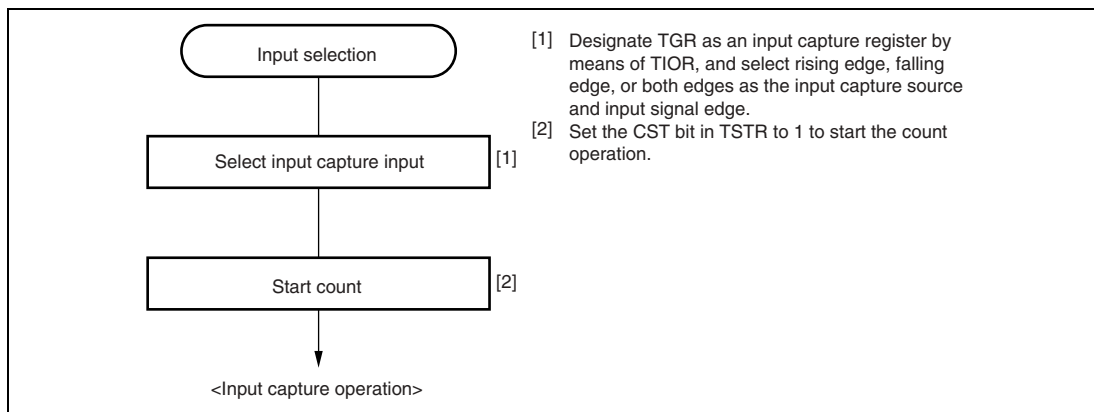 Input selection
Select input capture input
[1]
Start count
[2]
<Input capture operation>
[1] Designate TGR as an input capture register by
means of TIOR, and select rising edge, falling
edge, or both edges as the input capture source
and input signal edge.
[2] Set the CST bit in TSTR to 1 to start the count
operation.